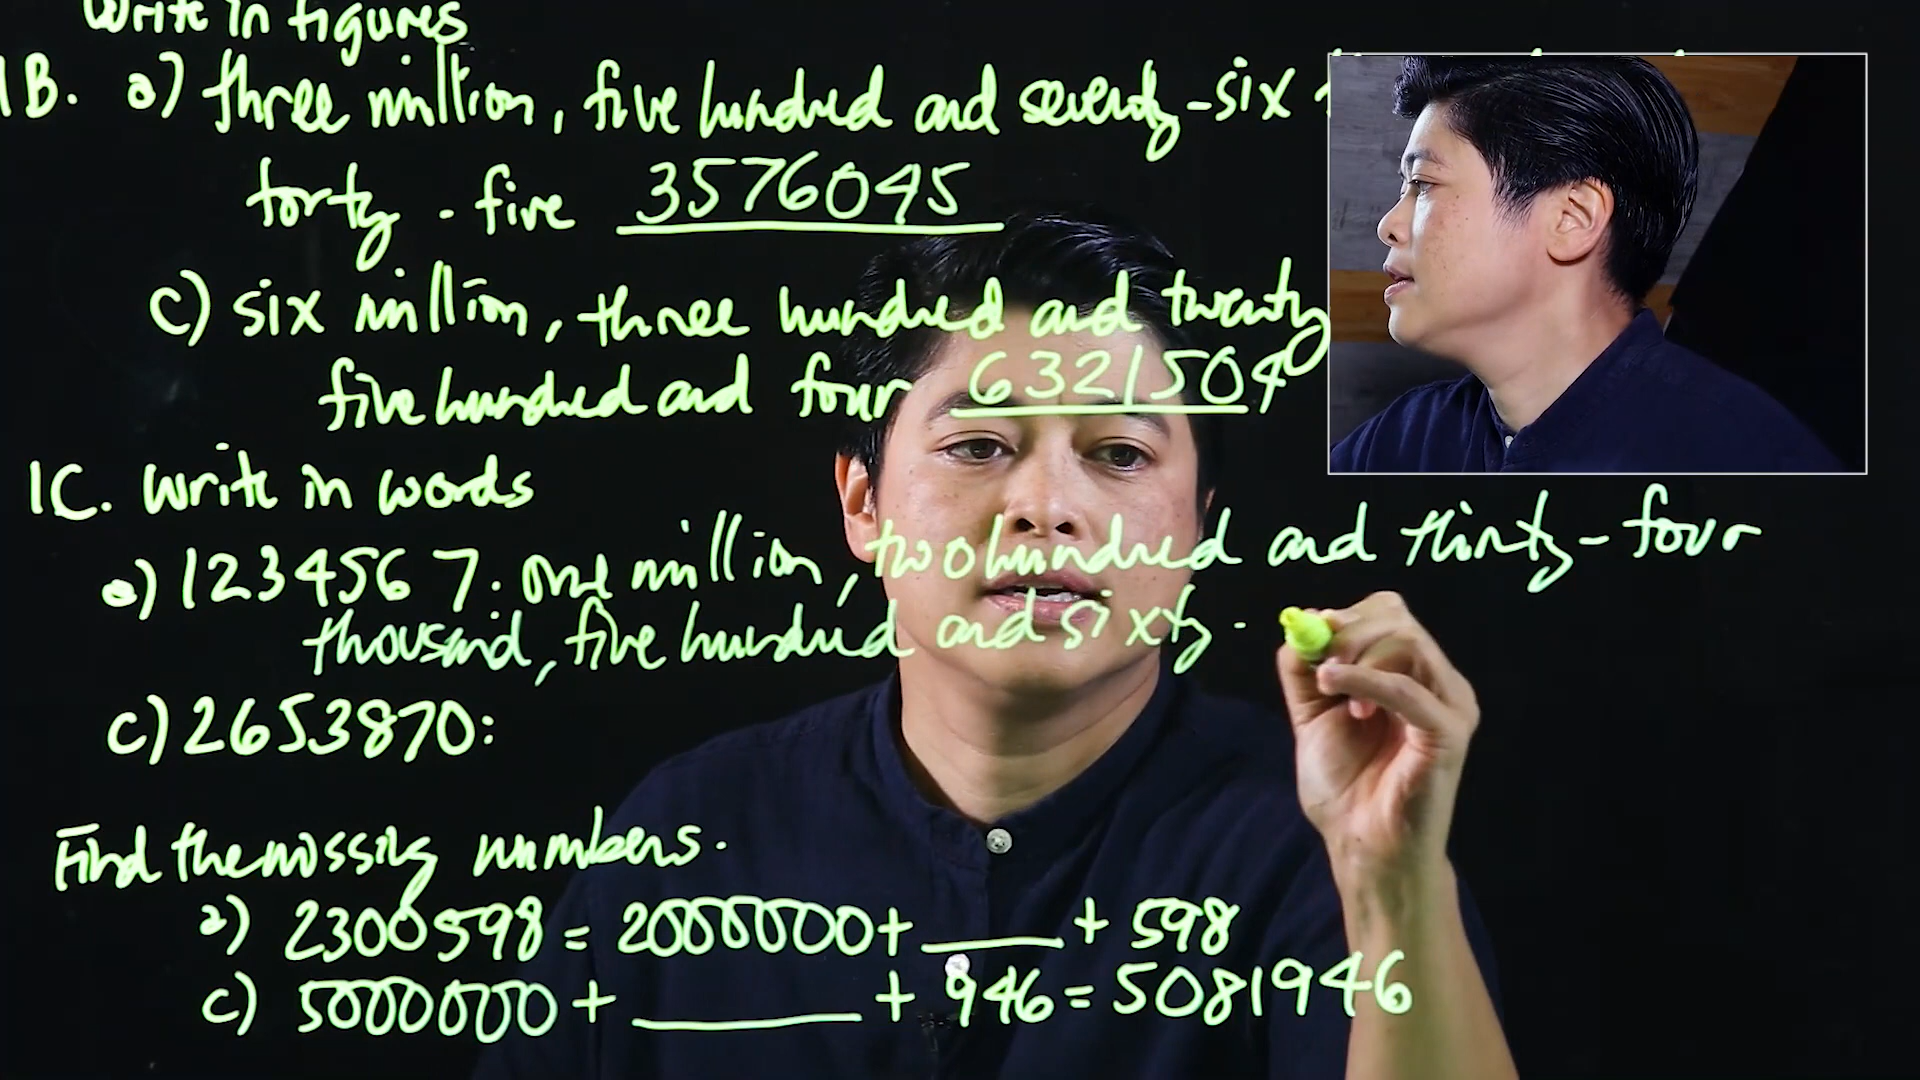 Write in figures
1B. a) three million, five hundred and seventy-six
forty-five 3576045
c) six million, three hundred and twenty
five hundred and four 6321504
1C. Write in words
a) 1234567: one million, two hundred and thirty-four
thousand, five hundred and sixty-
c) 2653870:
Find the missing numbers.
a) 2300598 = 2000000 + ____ + 598
c) 5000000 + ____ + 946 = 5081946